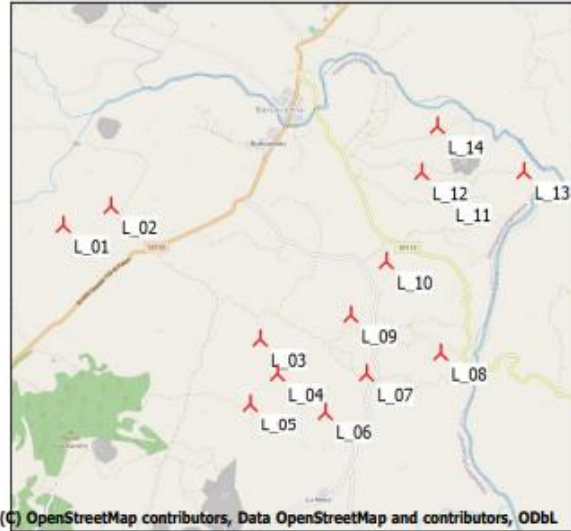 L_14
L_12
L_13
L_11
L_02
L_01
L_10
L_09
L_03
L_08
L_04
L_07
L_05
L_06
(C) OpenStreetMap contributors, Data OpenStreetMap and contributors, ODbL